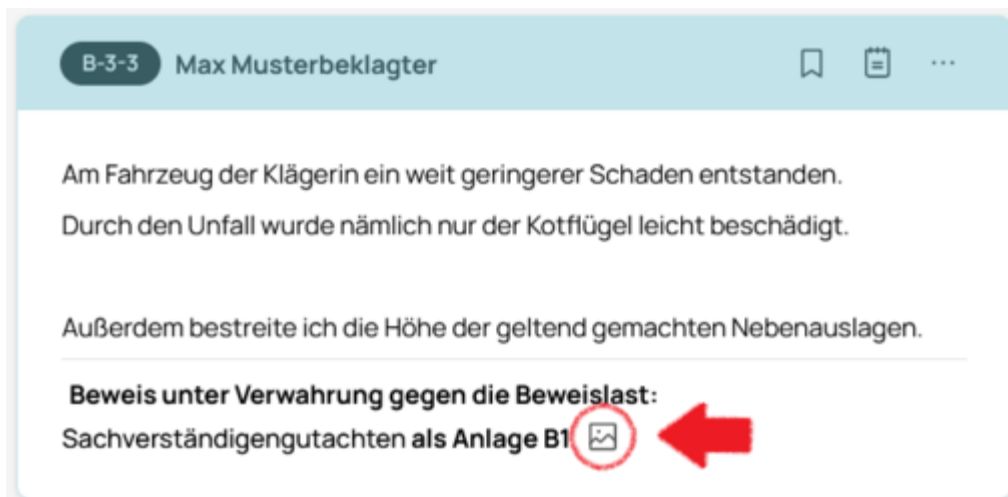 B-3-3 Max Musterbeklagter
Am Fahrzeug der Klägerin ein weit geringerer Schaden entstanden.
Durch den Unfall wurde nämlich nur der Kotflügel leicht beschädigt.
Außerdem bestreite ich die Höhe der geltend gemachten Nebenauslagen.
Beweis unter Verwahrung gegen die Beweislast:
Sachverständigengutachten als Anlage B1